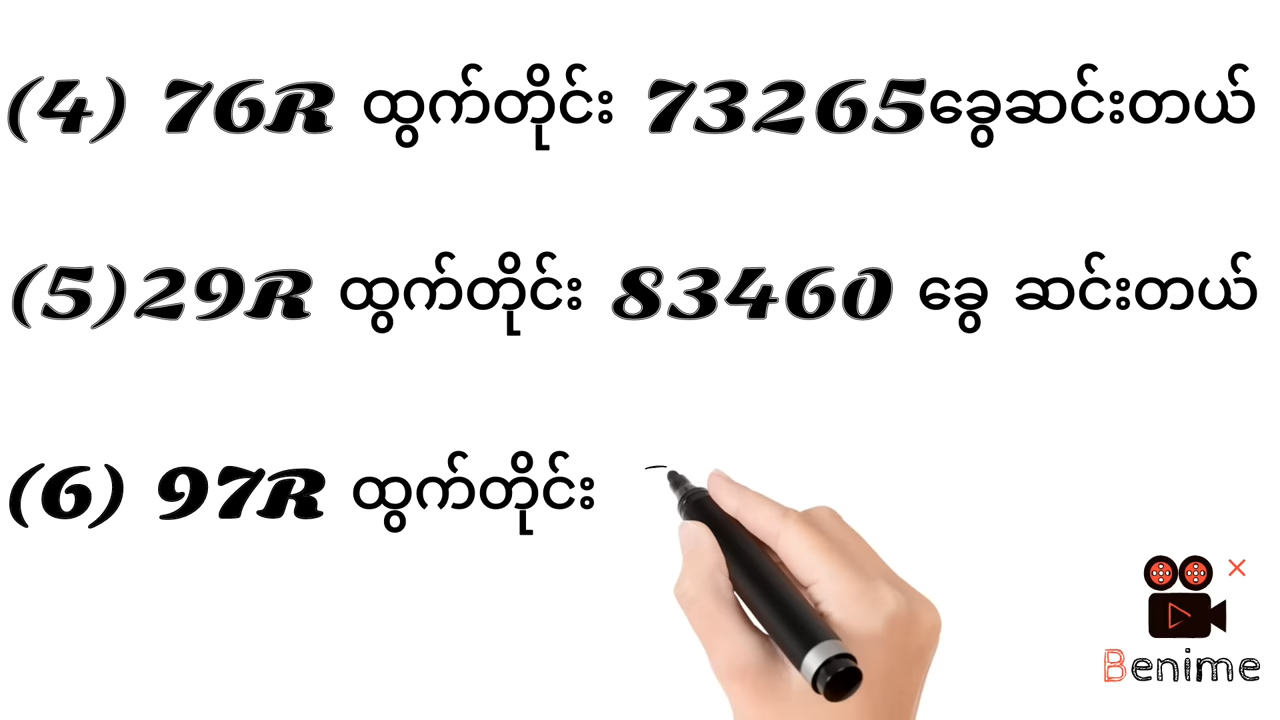 (4) 76R ထွက်တိုင်း 73265ခွေဆင်းတယ်
(5)29R ထွက်တိုင်း 83460 ခွေ ဆင်းတယ်
(6) 97R ထွက်တိုင်း
Benime